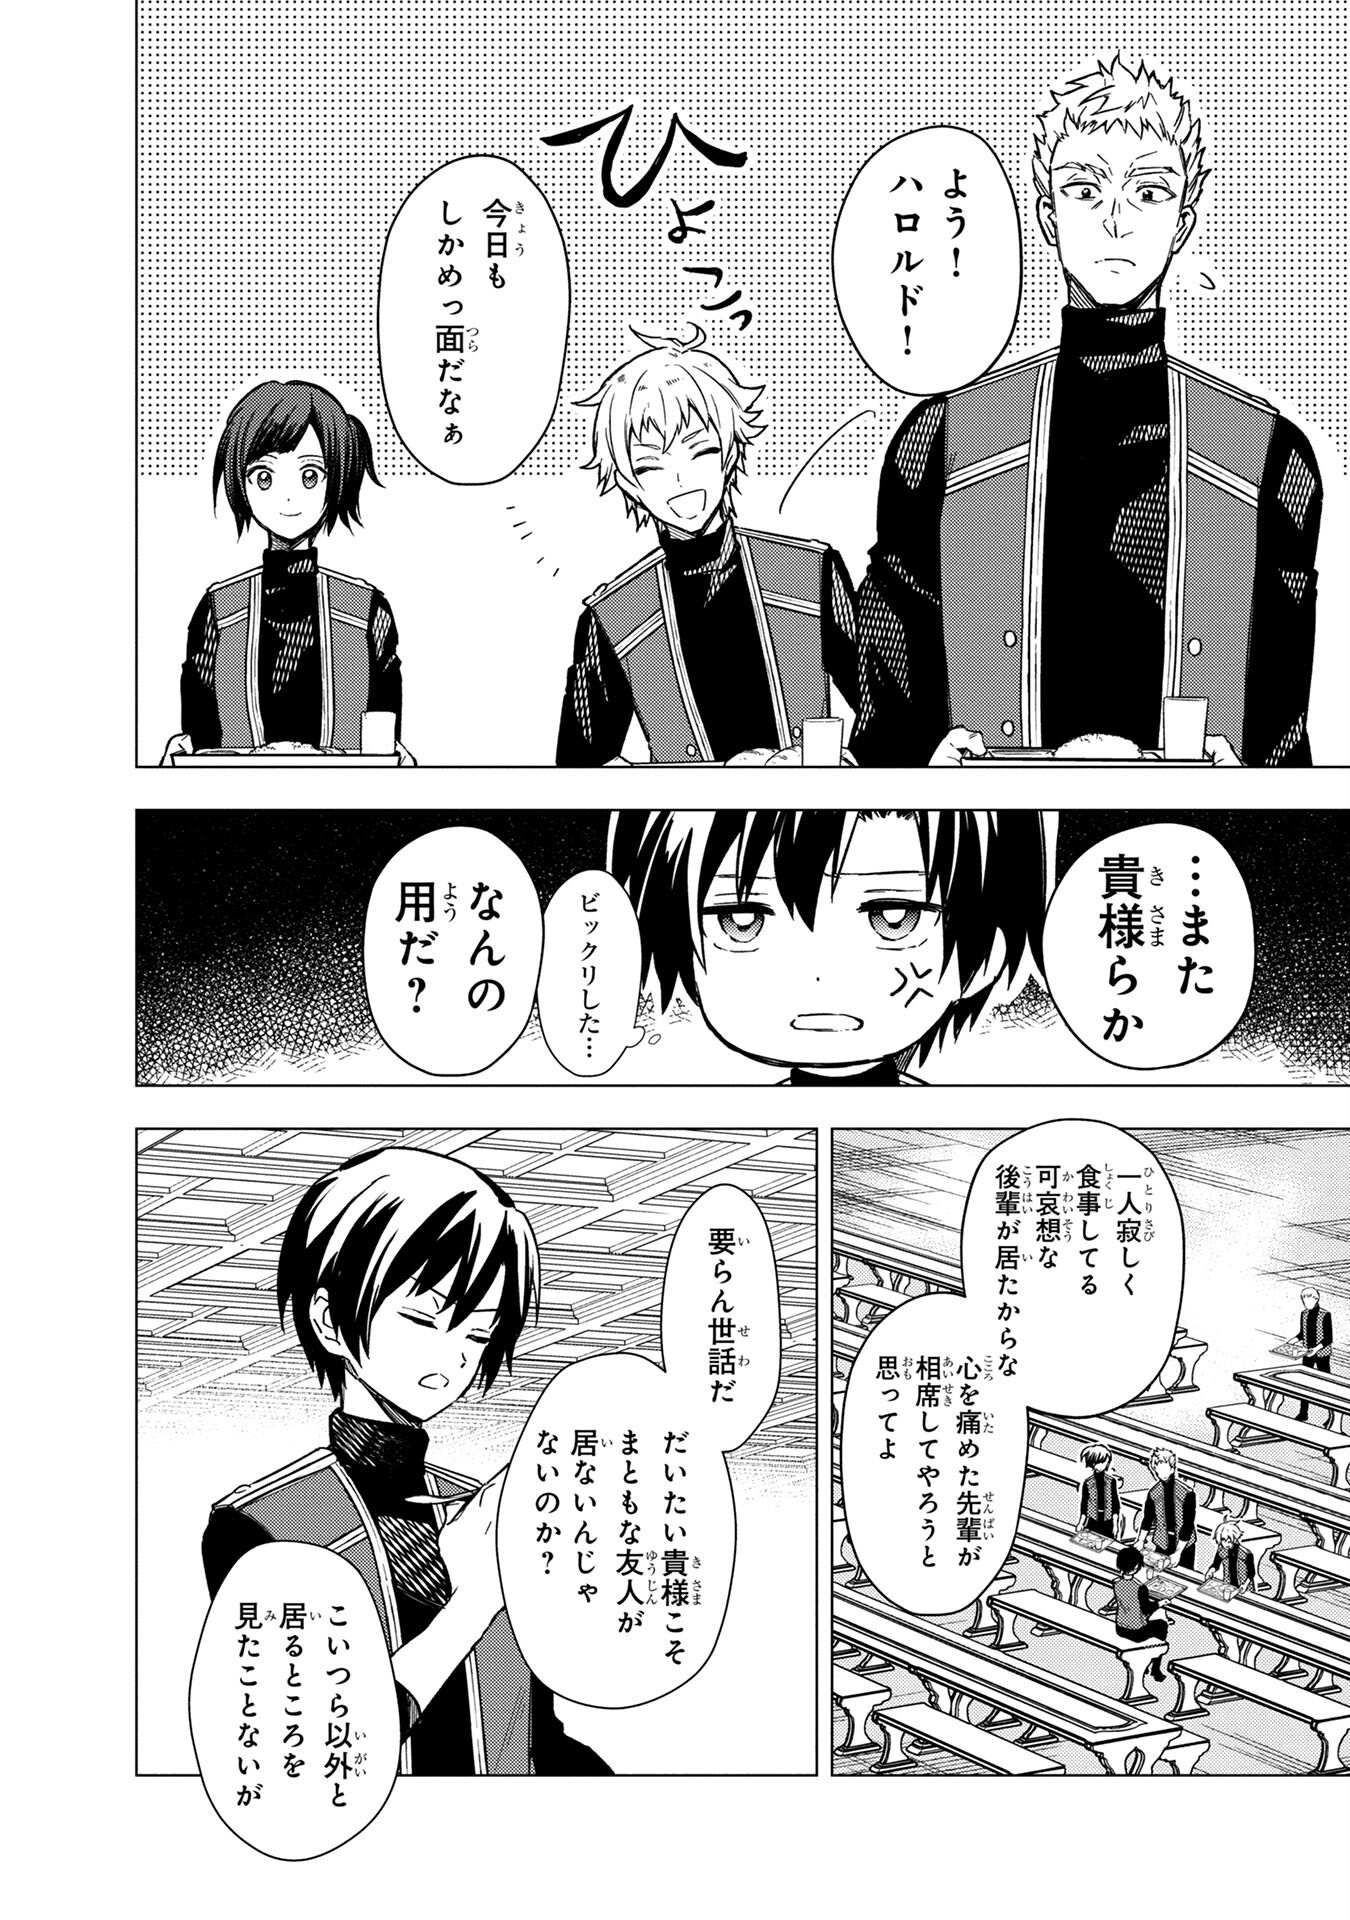 よう！
ハロルド！
ひょこっ
今日も
しかめっ面だなぁ
…また
貴様らか
ビックリした…
なんの
用だ？
一人寂しく
食事してる
可哀想な
後輩が居たからな
心を痛めた先輩が
相席してやろうと
思ってよ
要らん世話だ
だいたい貴様こそ
まともな友人が
居ないんじゃ
ないのか？
こいつら以外と
居るところを
見たことないが